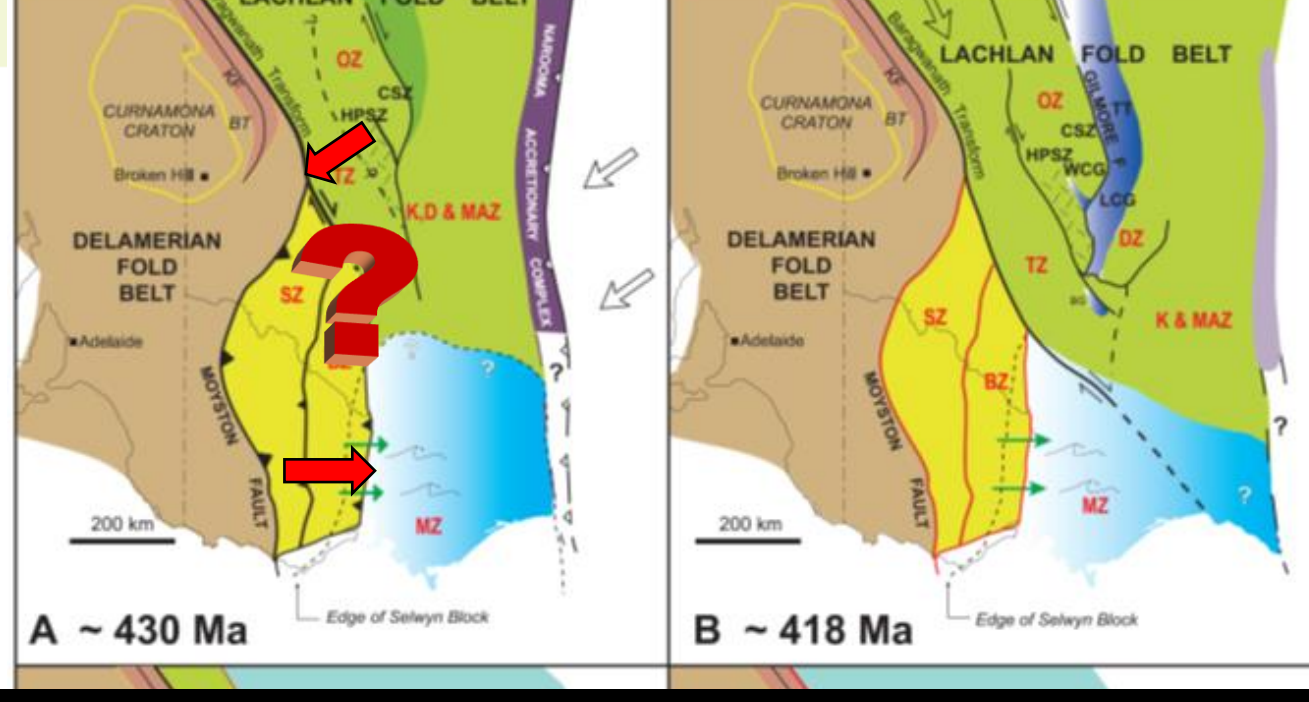 LACHLAN FOLD BELT
Baragwanath Transform
NAROOMA ACCRETIONARY COMPLEX
OZ
CSZ
HPSZ
KF
BT
CURNAMONA
CRATON
Broken Hill
TZ
?
K,D & MAZ
DELAMERIAN
FOLD
BELT
?
SZ
Adelaide
?
?
MOYSTON
FAULT
MZ
200 km
Edge of Selwyn Block
A ~ 430 Ma
Baragwanath Transform
LACHLAN FOLD BELT
GILMORE F.
KF
BT
TT
OZ
CURNAMONA
CRATON
CSZ
HPSZ
WCG
Broken Hill
LCG
DELAMERIAN
FOLD
BELT
DZ
TZ
BG
SZ
K & MAZ
Adelaide
BZ
MOYSTON
FAULT
?
?
MZ
200 km
Edge of Selwyn Block
B ~ 418 Ma